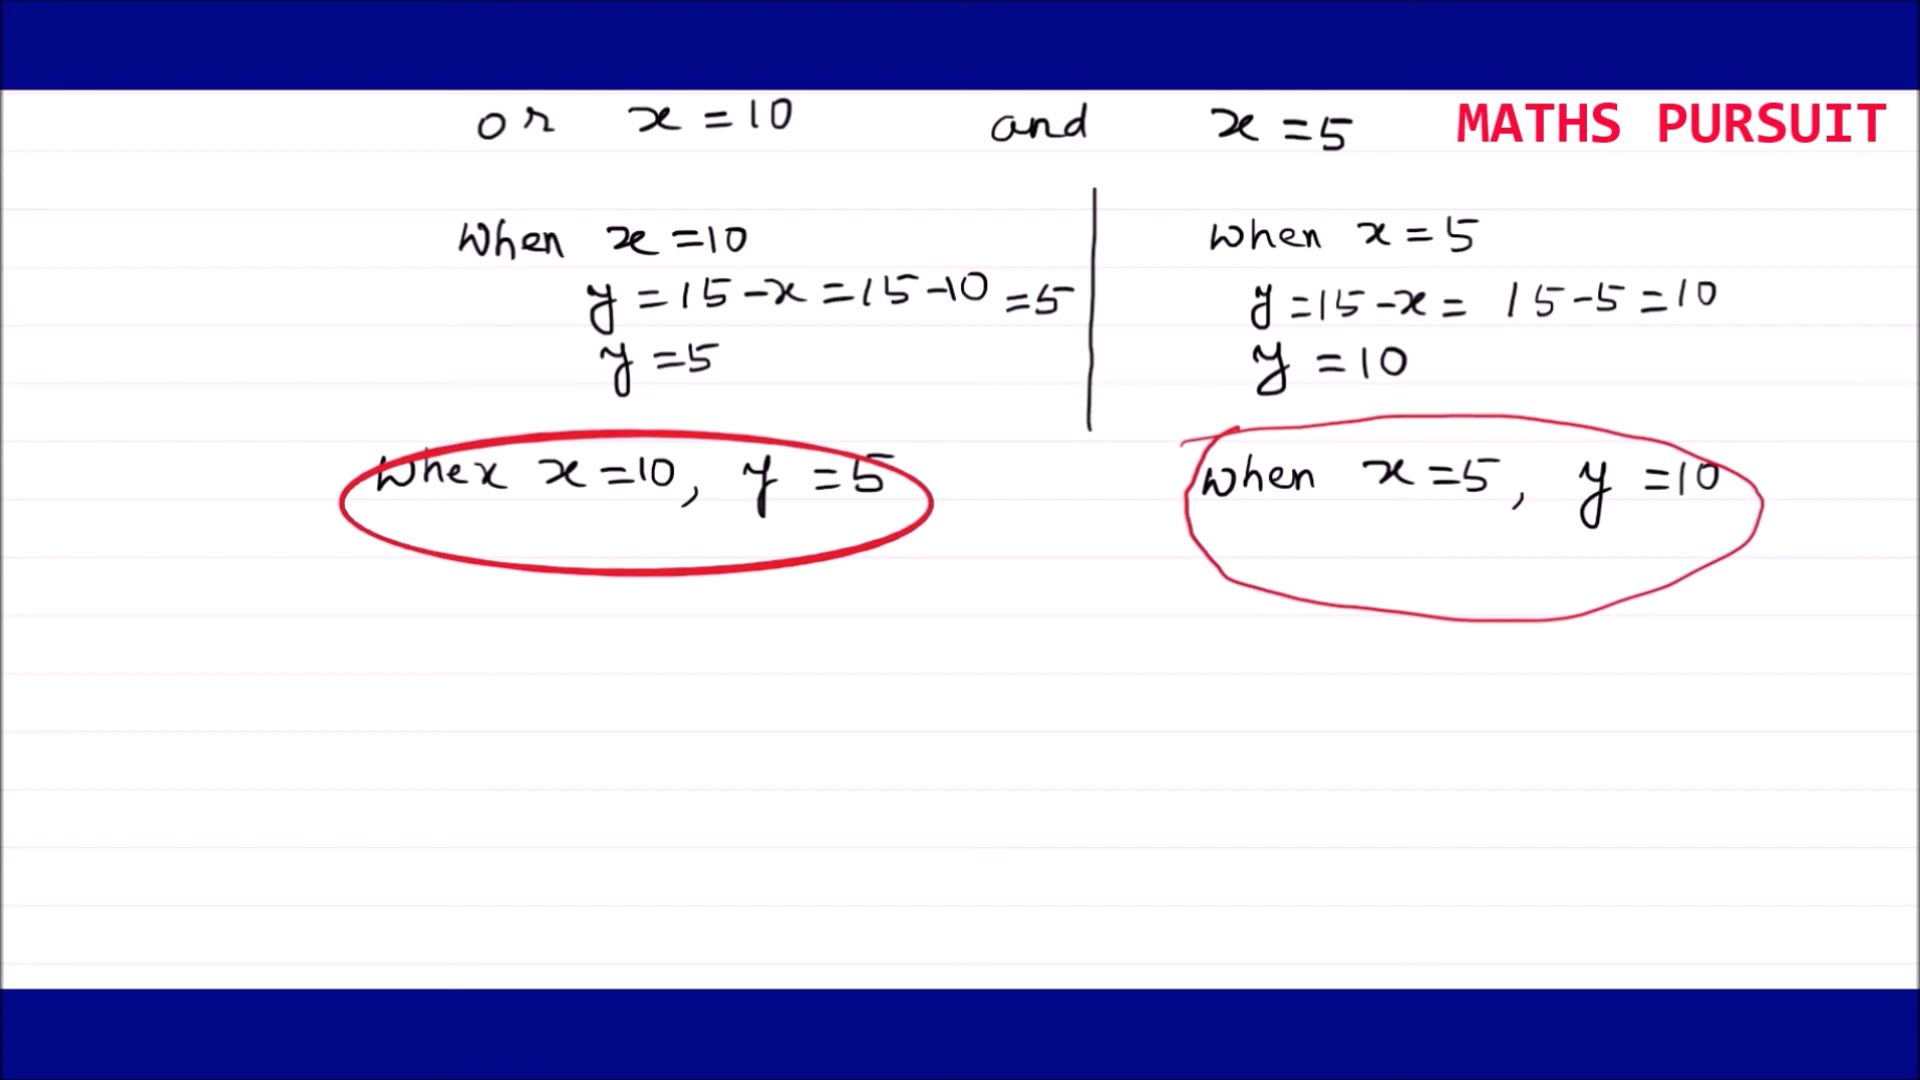 or x = 10 and x = 5 MATHS PURSUIT
When x = 10
y = 15 - x = 15 - 10 = 5
y = 5
When x = 5
y = 15 - x = 15 - 5 = 10
y = 10
Whex x = 10, y = 5
When x = 5, y = 10